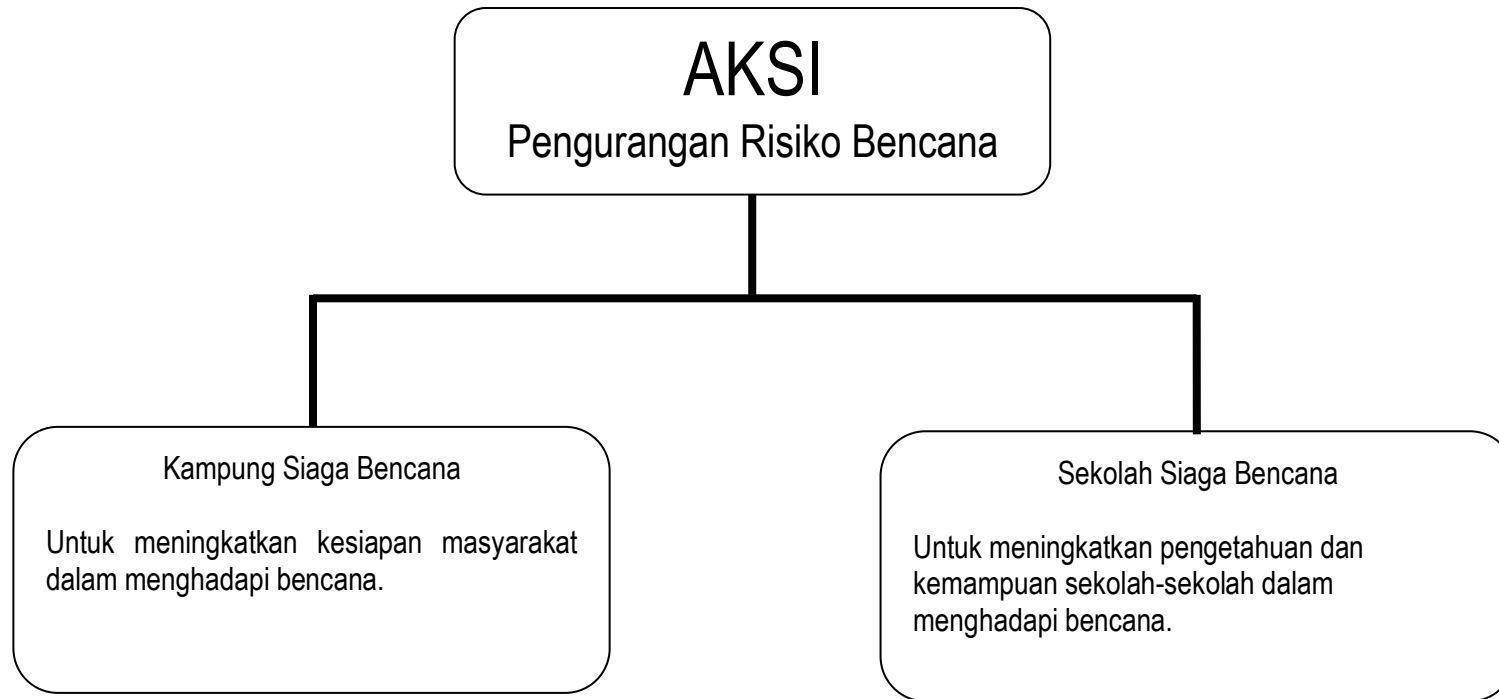 AKSI
Pengurangan Risiko Bencana
Kampung Siaga Bencana
Untuk meningkatkan kesiapan masyarakat
dalam menghadapi bencana.
Sekolah Siaga Bencana
Untuk meningkatkan pengetahuan dan
kemampuan sekolah-sekolah dalam
menghadapi bencana.